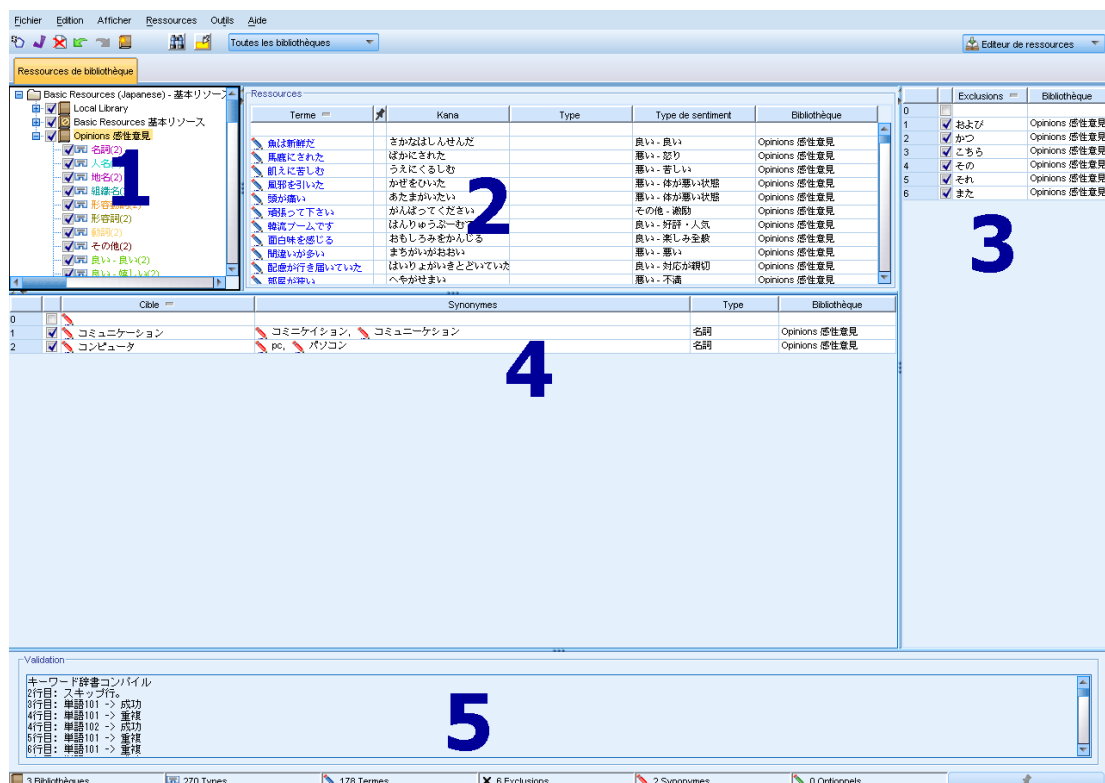 Fichier Edition Afficher Ressources Outils Aide
Toutes les bibliothèques
Editeur de ressources
Ressources de bibliothèque
Basic Resources (Japanese) - 基本リソース
Local Library
Basic Resources 基本リソース
Opinions 感性意見
名詞(2)
人名
地名(2)
組織名(2)
形容動詞(2)
形容詞(2)
動詞(2)
その他(2)
良い - 良い(2)
良い - 嬉しい(2)
1
Ressources
Terme Kana Type Type de sentiment Bibliothèque
魚は新鮮だ さかなはしんせんだ 良い - 良い Opinions 感性意見
馬鹿にされた ばかにされた 悪い - 怒り Opinions 感性意見
飢えに苦しむ うえにくるしむ 悪い - 苦しい Opinions 感性意見
風邪を引いた かぜをひいた 悪い - 体が悪い状態 Opinions 感性意見
頭が痛い あたまがいたい 悪い - 体が悪い状態 Opinions 感性意見
頑張って下さい がんばってください その他 - 激励 Opinions 感性意見
韓流ブームです はんりゅうぶーむで 良い - 好評・人気 Opinions 感性意見
面白味を感じる おもしろみをかんじる 良い - 楽しみ全般 Opinions 感性意見
間違いが多い まちがいがおおい 悪い - 悪い Opinions 感性意見
配慮が行き届いていた はいりょがいきとどいていた 良い - 対応が親切 Opinions 感性意見
部屋が狭い へやがせまい 悪い - 不満 Opinions 感性意見
2
Exclusions Bibliothèque
0
1 および Opinions 感性意見
2 かつ Opinions 感性意見
3 こちら Opinions 感性意見
4 その Opinions 感性意見
5 それ Opinions 感性意見
6 また Opinions 感性意見
3
Cible Synonymes Type Bibliothèque
0
1 コミュニケーション コミニケイション, コミュニーケション 名詞 Opinions 感性意見
2 コンピュータ pc, パソコン 名詞 Opinions 感性意見
4
Validation
キーワード辞書コンパイル
2行目: スキップ行。
3行目: 単語101 -> 成功
4行目: 単語101 -> 重複
4行目: 単語102 -> 成功
5行目: 単語101 -> 重複
6行目: 単語101 -> 重複
5
3 Bibliothèques 270 Types 178 Termes 6 Exclusions 2 Synonymes 0 Optionnels